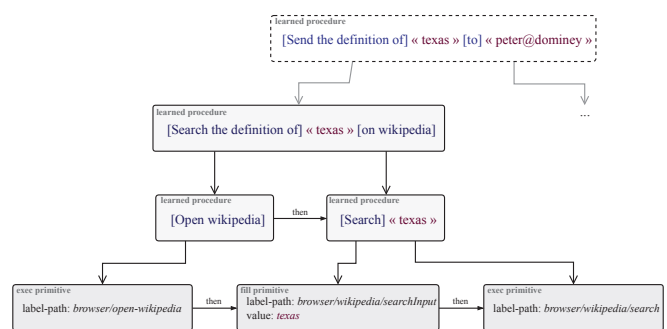 learned procedure
[Send the definition of] « texas » [to] « peter@dominey »
learned procedure
[Search the definition of] « texas » [on wikipedia]
...
learned procedure
[Open wikipedia]
then
learned procedure
[Search] « texas »
exec primitive
label-path: browser/open-wikipedia
then
fill primitive
label-path: browser/wikipedia/searchInput
value: texas
then
exec primitive
label-path: browser/wikipedia/search